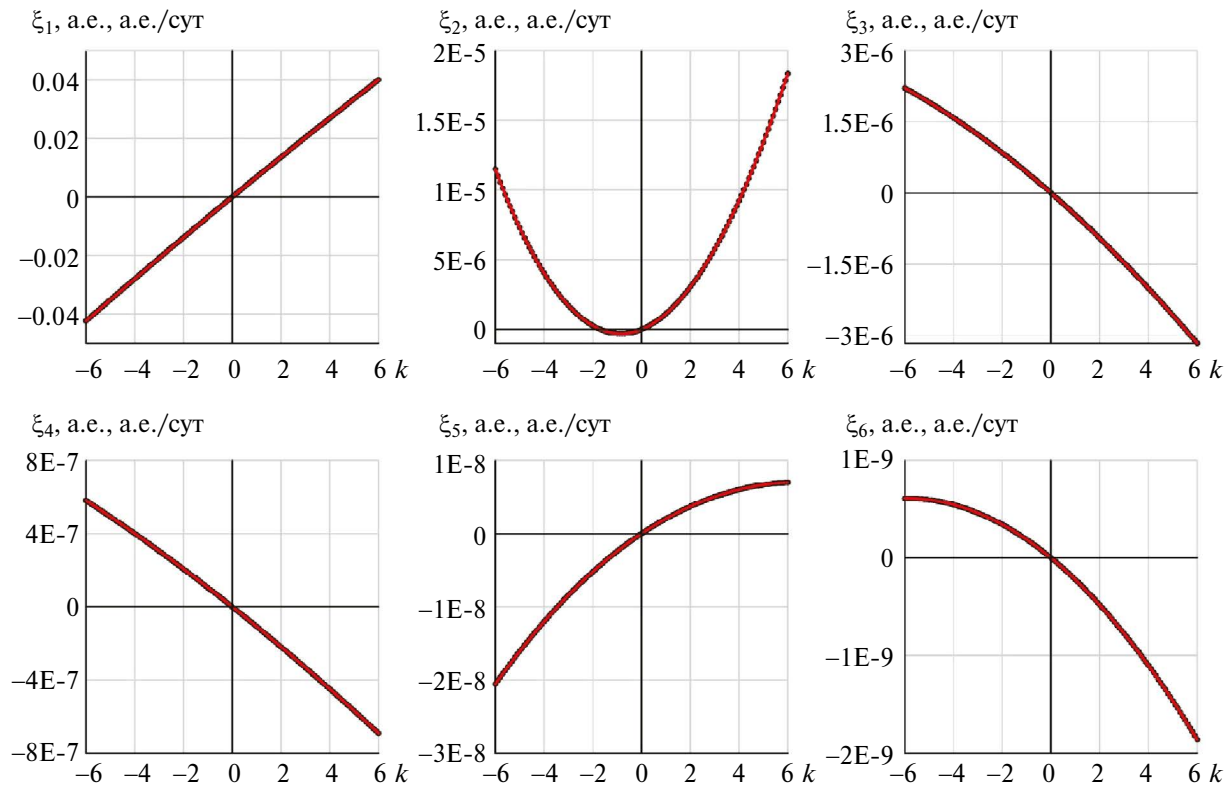 ξ1, а.е., а.е./сут
0.04
0.02
0
−0.02
−0.04
−6 −4 −2 0 2 4 6 k
ξ2, а.е., а.е./сут
2E-5
1.5E-5
1E-5
5E-6
0
−6 −4 −2 0 2 4 6 k
ξ3, а.е., а.е./сут
3E-6
1.5E-6
0
−1.5E-6
−3E-6
−6 −4 −2 0 2 4 6 k
ξ4, а.е., а.е./сут
8E-7
4E-7
0
−4E-7
−8E-7
−6 −4 −2 0 2 4 6 k
ξ5, а.е., а.е./сут
1E-8
0
−1E-8
−2E-8
−3E-8
−6 −4 −2 0 2 4 6 k
ξ6, а.е., а.е./сут
1E-9
0
−1E-9
−2E-9
−6 −4 −2 0 2 4 6 k